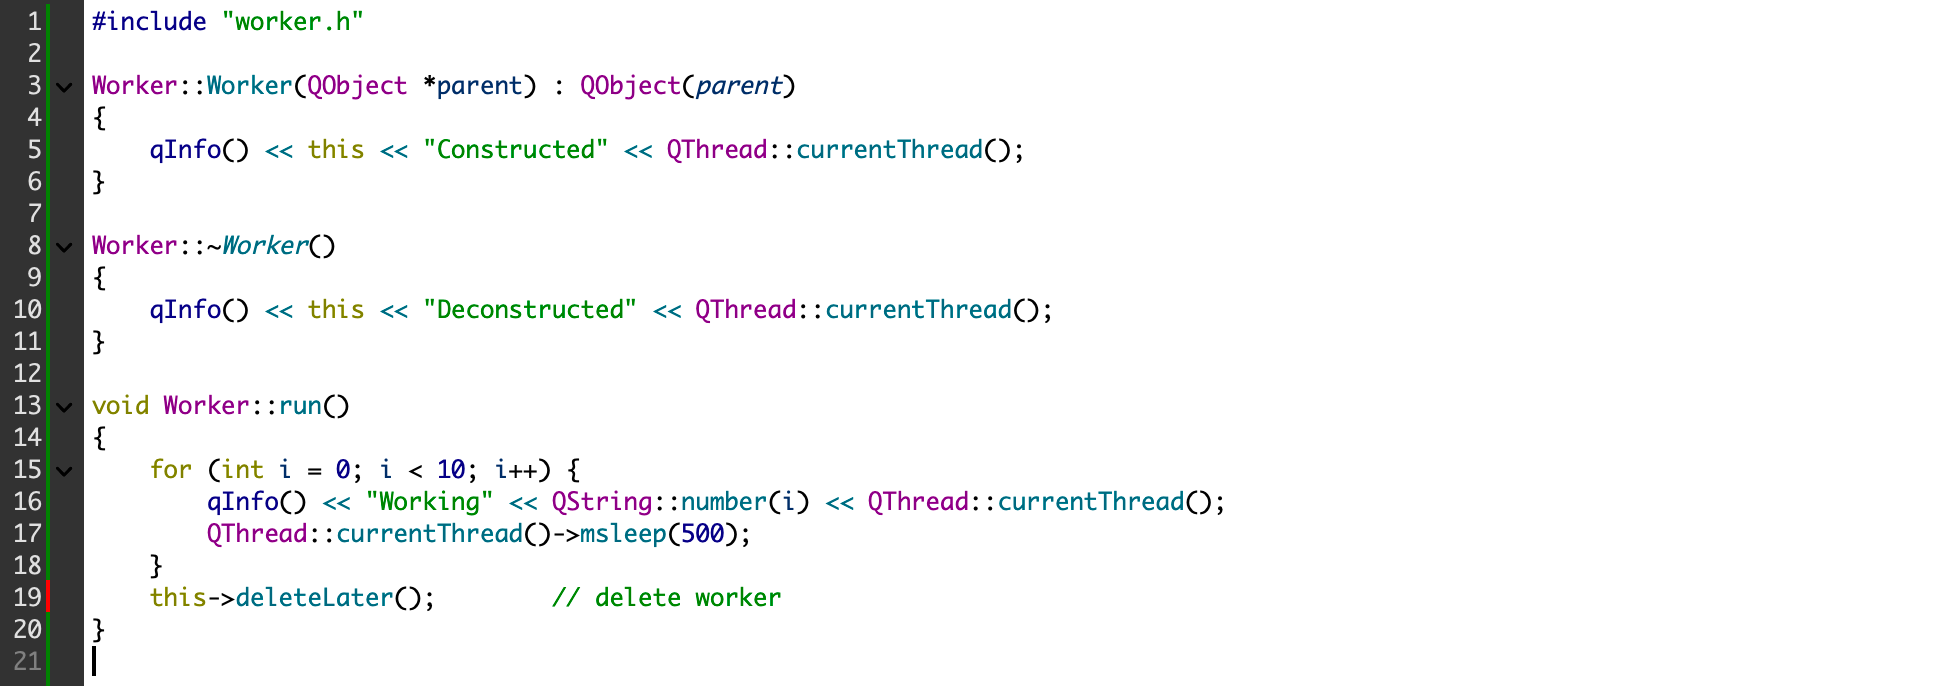 1 #include "worker.h"
2
3 Worker::Worker(QObject *parent) : QObject(parent)
4 {
5     qInfo() << this << "Constructed" << QThread::currentThread();
6 }
7
8 Worker::~Worker()
9 {
10     qInfo() << this << "Deconstructed" << QThread::currentThread();
11 }
12
13 void Worker::run()
14 {
15     for (int i = 0; i < 10; i++) {
16         qInfo() << "Working" << QString::number(i) << QThread::currentThread();
17         QThread::currentThread()->msleep(500);
18     }
19     this->deleteLater();        // delete worker
20 }
21